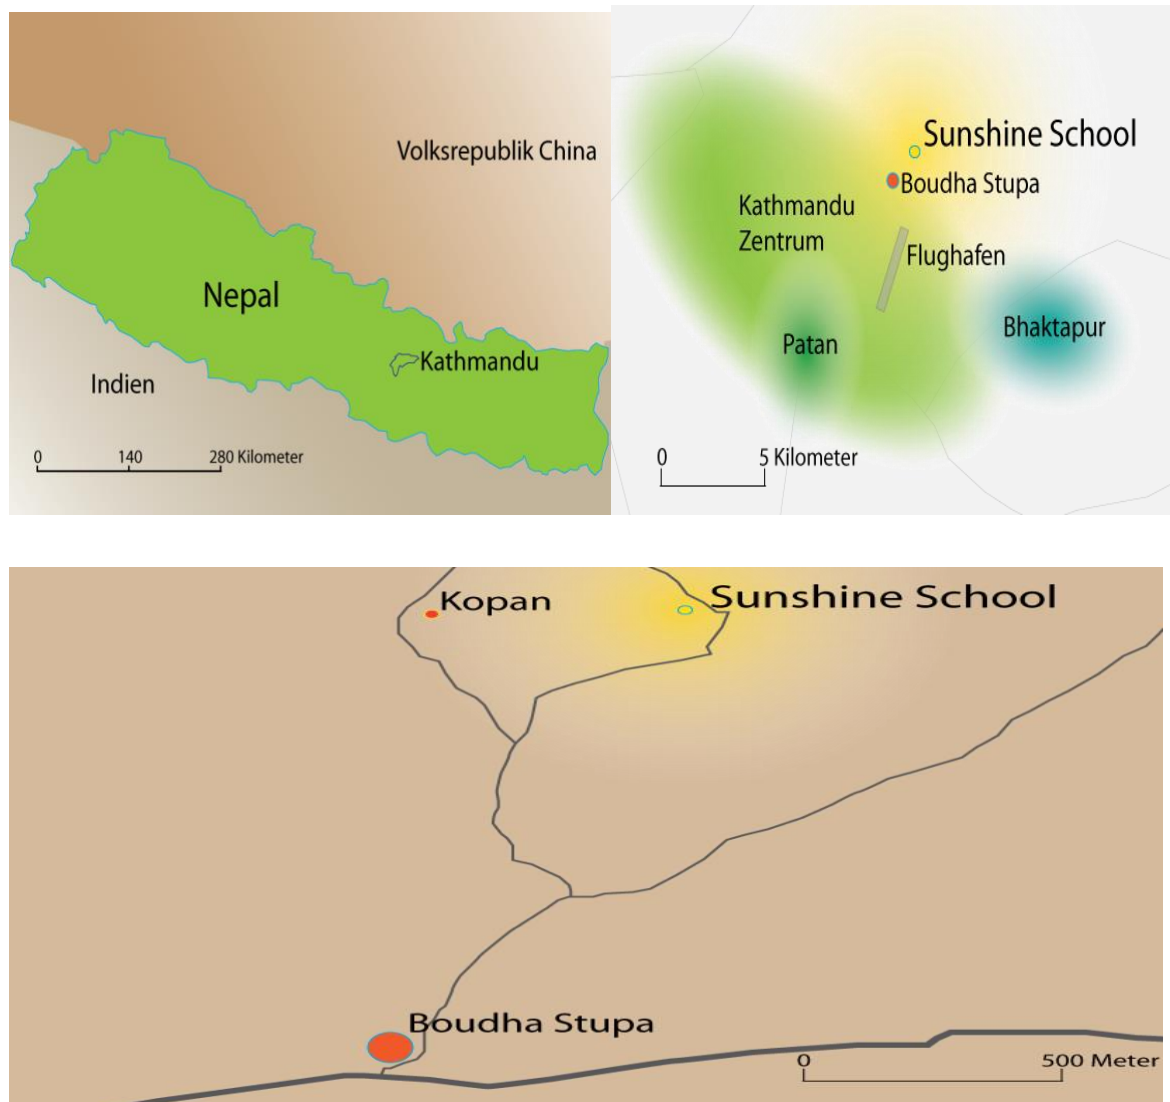 Volksrepublik China
Nepal
Kathmandu
Indien
0 140 280 Kilometer
Sunshine School
Boudha Stupa
Kathmandu
Zentrum
Flughafen
Bhaktapur
Patan
0 5 Kilometer
Kopan
Sunshine School
Boudha Stupa
0 500 Meter